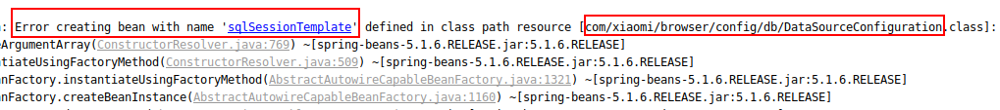 : Error creating bean with name 'sqlSessionTemplate' defined in class path resource [com/xiaomi/browser/config/db/DataSourceConfiguration.class]:
eArgumentArray(ConstructorResolver.java:769) ~[spring-beans-5.1.6.RELEASE.jar:5.1.6.RELEASE]
ntiateUsingFactoryMethod(ConstructorResolver.java:509) ~[spring-beans-5.1.6.RELEASE.jar:5.1.6.RELEASE]
anFactory.instantiateUsingFactoryMethod(AbstractAutowireCapableBeanFactory.java:1321) ~[spring-beans-5.1.6.RELEASE.jar:5.1.6.RELEASE]
anFactory.createBeanInstance(AbstractAutowireCapableBeanFactory.java:1160) ~[spring-beans-5.1.6.RELEASE.jar:5.1.6.RELEASE]